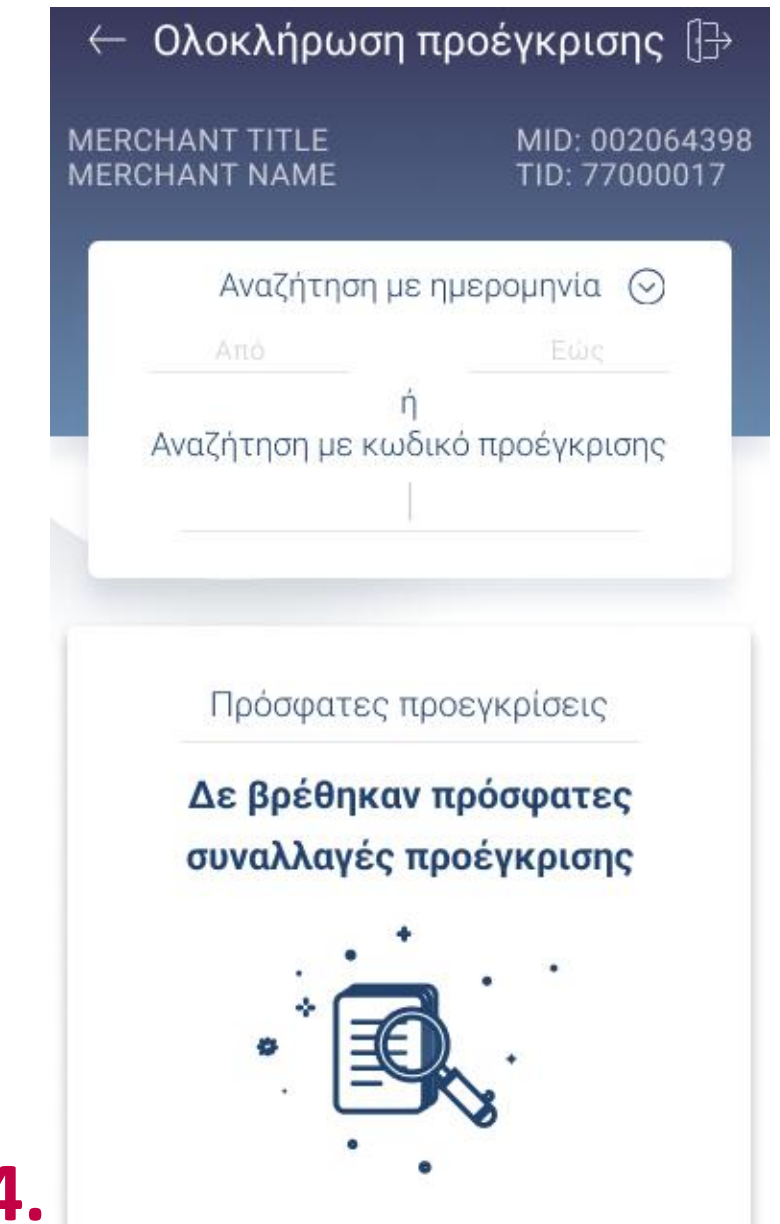 Ολοκλήρωση προέγκρισης
MERCHANT TITLE MID: 002064398
MERCHANT NAME TID: 77000017
Αναζήτηση με ημερομηνία
Από Εώς
ή
Αναζήτηση με κωδικό προέγκρισης
Πρόσφατες προεγκρίσεις
Δε βρέθηκαν πρόσφατες
συναλλαγές προέγκρισης
4.